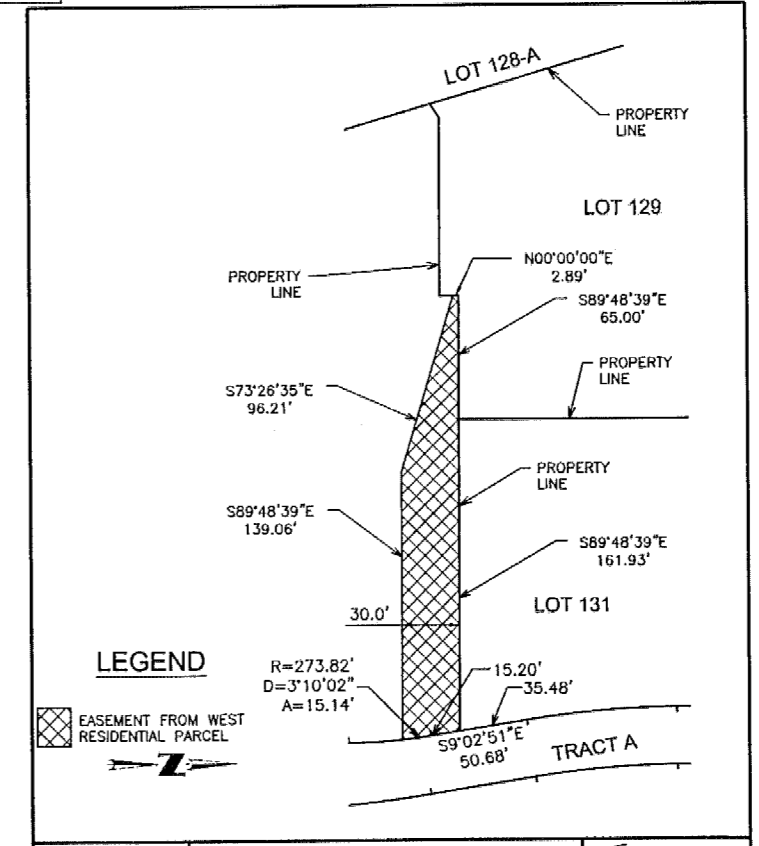 LOT 128-A
PROPERTY
LINE
LOT 129
N00°00'00"E
2.89'
PROPERTY
LINE
S89°48'39"E
65.00'
PROPERTY
LINE
S73°26'35"E
96.21'
PROPERTY
LINE
S89°48'39"E
139.06'
S89°48'39"E
161.93'
30.0'
LOT 131
LEGEND
R=273.82'
D=3°10'02"
A=15.14'
15.20'
35.48'
EASEMENT FROM WEST
RESIDENTIAL PARCEL
S9°02'51"E
50.68'
TRACT A
Z